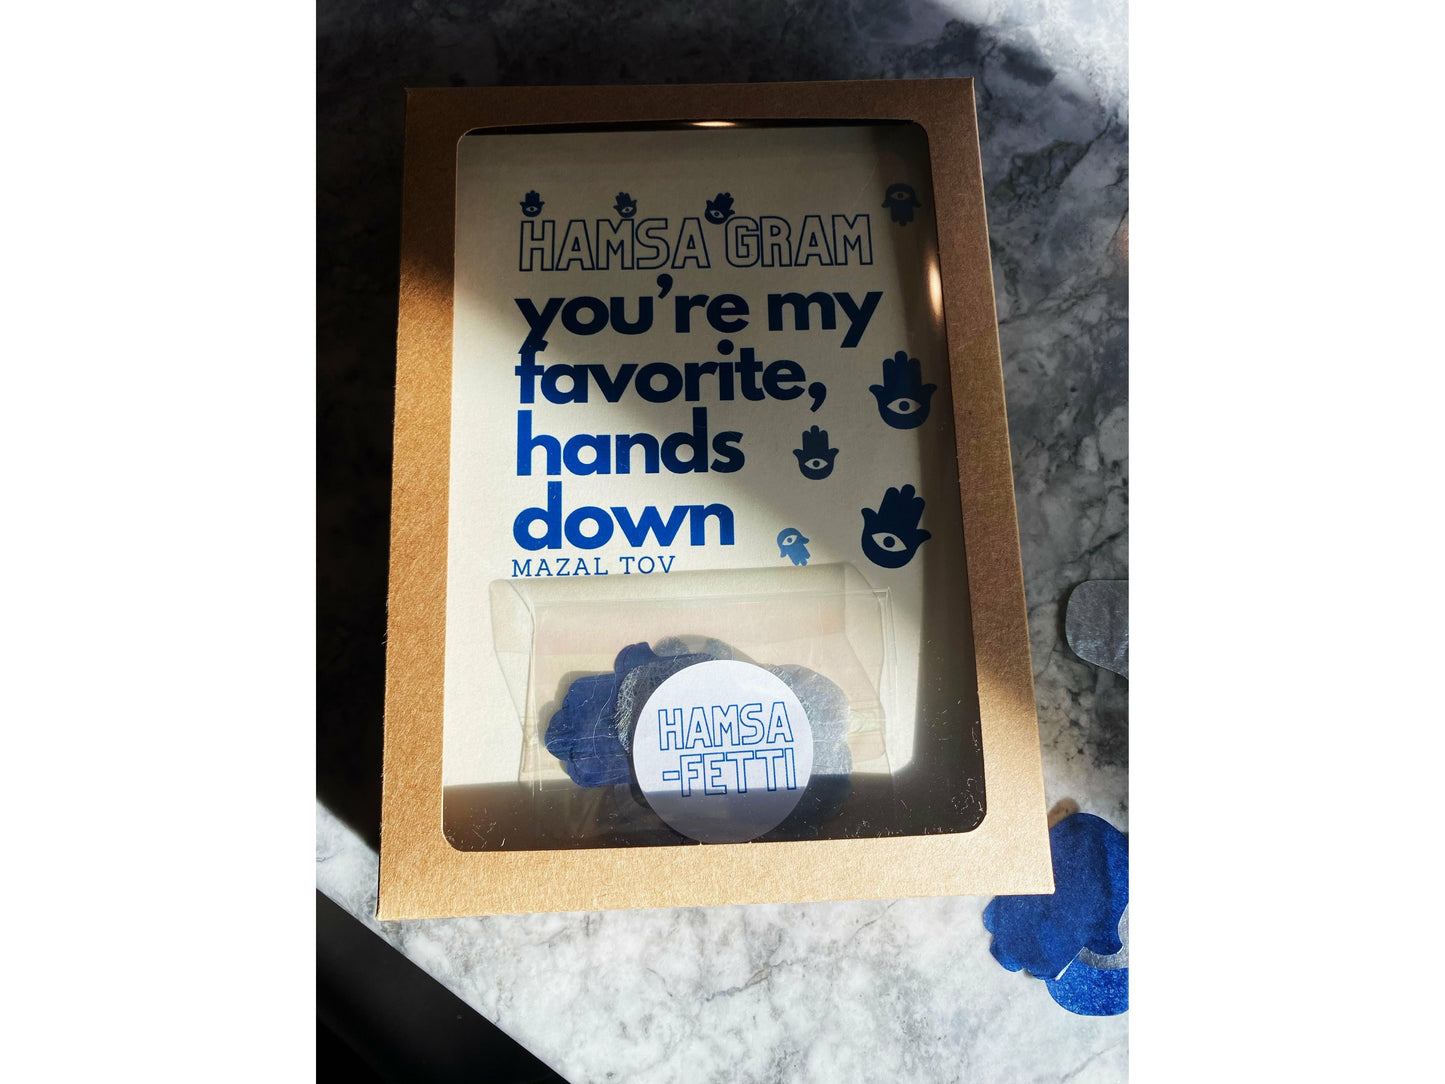 HAMSA GRAM
you're my
favorite,
hands
down
MAZAL TOV
HAMSA
-FETTI